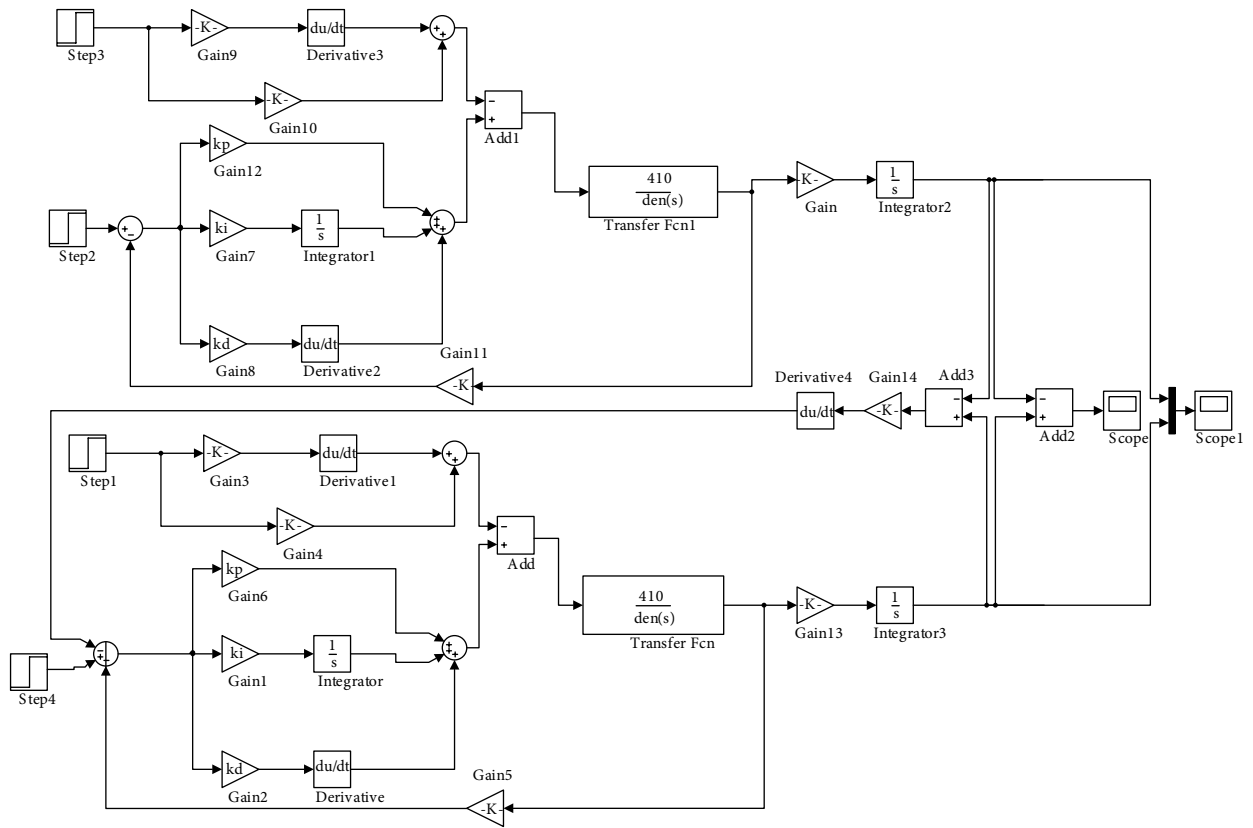 -K-
du/dt
+
+
Step3
Gain9
Derivative3
-K-
Gain10
−
+
Add1
kp
Gain12
410
den(s)
Transfer Fcn1
-K-
Gain
1
s
Integrator2
Step2
+
−
ki
Gain7
1
s
Integrator1
+
+
+
kd
Gain8
du/dt
Derivative2
Gain11
-K
Derivative4
du/dt
Gain14
-K-
Add3
−
+
−
+
Add2
Scope
Scope1
Step1
-K-
Gain3
du/dt
Derivative1
+
+
-K-
Gain4
−
+
Add
kp
Gain6
410
den(s)
Transfer Fcn
-K-
Gain13
1
s
Integrator3
Step4
−
+
−
ki
Gain1
1
s
Integrator
+
+
+
kd
Gain2
du/dt
Derivative
Gain5
-K-